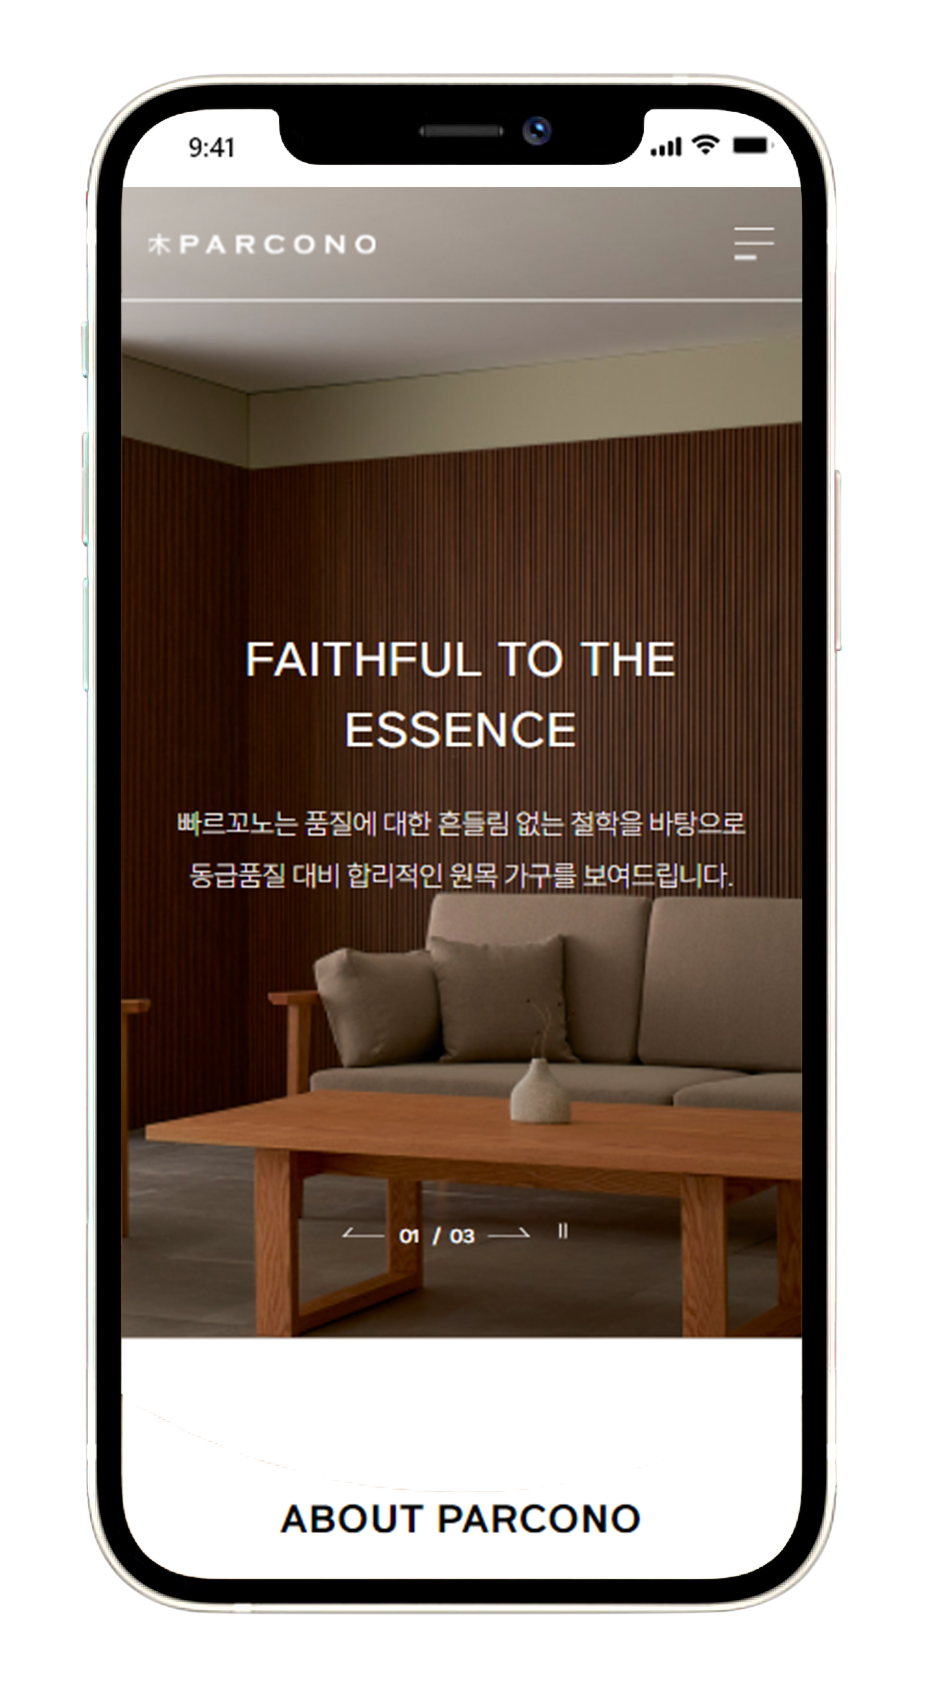 9:41
木PARCONO
FAITHFUL TO THE
ESSENCE
빠르꼬노는 품질에 대한 흔들림 없는 철학을 바탕으로
동급품질 대비 합리적인 원목 가구를 보여드립니다.
01 / 03
ABOUT PARCONO